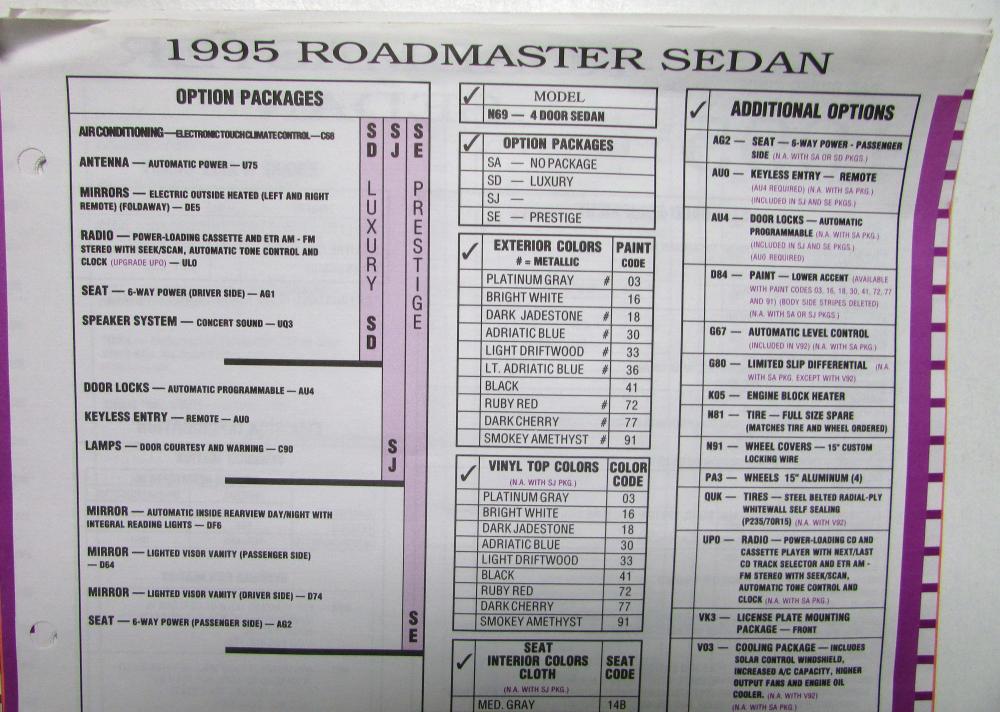 1995 ROADMASTER SEDAN
OPTION PACKAGES
AIR CONDITIONING — ELECTRONIC TOUCH CLIMATE CONTROL — C68
ANTENNA — AUTOMATIC POWER — U75
MIRRORS — ELECTRIC OUTSIDE HEATED (LEFT AND RIGHT
REMOTE) (FOLDAWAY) — DE5
RADIO — POWER-LOADING CASSETTE AND ETR AM - FM
STEREO WITH SEEK/SCAN, AUTOMATIC TONE CONTROL AND
CLOCK (UPGRADE UPO) — ULO
SEAT — 6-WAY POWER (DRIVER SIDE) — AG1
SPEAKER SYSTEM — CONCERT SOUND — UQ3
DOOR LOCKS — AUTOMATIC PROGRAMMABLE — AU4
KEYLESS ENTRY — REMOTE — AU0
LAMPS — DOOR COURTESY AND WARNING — C90
MIRROR — AUTOMATIC INSIDE REARVIEW DAY/NIGHT WITH
INTEGRAL READING LIGHTS — DF6
MIRROR — LIGHTED VISOR VANITY (PASSENGER SIDE)
— D64
MIRROR — LIGHTED VISOR VANITY (DRIVER SIDE) — D74
SEAT — 6-WAY POWER (PASSENGER SIDE) — AG2
SD LUXURY SD
SJ SJ
SE PRESTIGE SE
✓ MODEL
N69 — 4 DOOR SEDAN
✓ OPTION PACKAGES
SA — NO PACKAGE
SD — LUXURY
SJ —
SE — PRESTIGE
✓ EXTERIOR COLORS PAINT
# = METALLIC CODE
PLATINUM GRAY # 03
BRIGHT WHITE 16
DARK JADESTONE # 18
ADRIATIC BLUE # 30
LIGHT DRIFTWOOD # 33
LT. ADRIATIC BLUE # 36
BLACK 41
RUBY RED # 72
DARK CHERRY # 77
SMOKEY AMETHYST # 91
✓ VINYL TOP COLORS COLOR
(N.A. WITH SJ PKG.) CODE
PLATINUM GRAY 03
BRIGHT WHITE 16
DARK JADESTONE 18
ADRIATIC BLUE 30
LIGHT DRIFTWOOD 33
BLACK 41
RUBY RED 72
DARK CHERRY 77
SMOKEY AMETHYST 91
SEAT
✓ INTERIOR COLORS SEAT
CLOTH CODE
(N.A. WITH SJ PKG.)
MED. GRAY 14B
✓ ADDITIONAL OPTIONS
AG2 — SEAT — 6-WAY POWER - PASSENGER
SIDE (N.A. WITH SA OR SD PKGS.)
AU0 — KEYLESS ENTRY — REMOTE
(AU4 REQUIRED) (N.A. WITH SA PKG.)
(INCLUDED IN SJ AND SE PKGS.)
AU4 — DOOR LOCKS — AUTOMATIC
PROGRAMMABLE (N.A. WITH SA PKG.)
(INCLUDED IN SJ AND SE PKGS.)
(AU0 REQUIRED)
D84 — PAINT — LOWER ACCENT (AVAILABLE
WITH PAINT CODES 03, 16, 18, 30, 41, 72, 77
AND 91) (BODY SIDE STRIPES DELETED)
(N.A. WITH SA OR SJ PKGS.)
G67 — AUTOMATIC LEVEL CONTROL
(INCLUDED IN V92) (N.A. WITH SA PKG.)
G80 — LIMITED SLIP DIFFERENTIAL (N.A.
WITH SA PKG. EXCEPT WITH V92)
K05 — ENGINE BLOCK HEATER
N81 — TIRE — FULL SIZE SPARE
(MATCHES TIRE AND WHEEL ORDERED)
N91 — WHEEL COVERS — 15" CUSTOM
LOCKING WIRE
PA3 — WHEELS 15" ALUMINUM (4)
QUK — TIRES — STEEL BELTED RADIAL-PLY
WHITEWALL SELF SEALING
(P235/70R15) (N.A. WITH V92)
UPO — RADIO — POWER-LOADING CD AND
CASSETTE PLAYER WITH NEXT/LAST
CD TRACK SELECTOR AND ETR AM -
FM STEREO WITH SEEK/SCAN,
AUTOMATIC TONE CONTROL AND
CLOCK (N.A. WITH SA PKG.)
VK3 — LICENSE PLATE MOUNTING
PACKAGE — FRONT
V03 — COOLING PACKAGE — INCLUDES
SOLAR CONTROL WINDSHIELD,
INCREASED A/C CAPACITY, HIGHER
OUTPUT FANS AND ENGINE OIL
COOLER. (N.A. WITH V92)
(N.A. WITH SA PKG.)